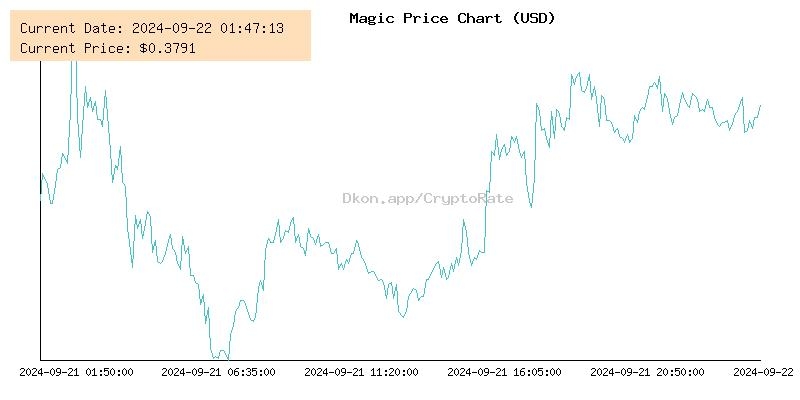 Magic Price Chart (USD)
Current Date: 2024-09-22 01:47:13
Current Price: $0.3791
Dkon.app/CryptoRate
2024-09-21 01:50:00 2024-09-21 06:35:00 2024-09-21 11:20:00 2024-09-21 16:05:00 2024-09-21 20:50:00 2024-09-22